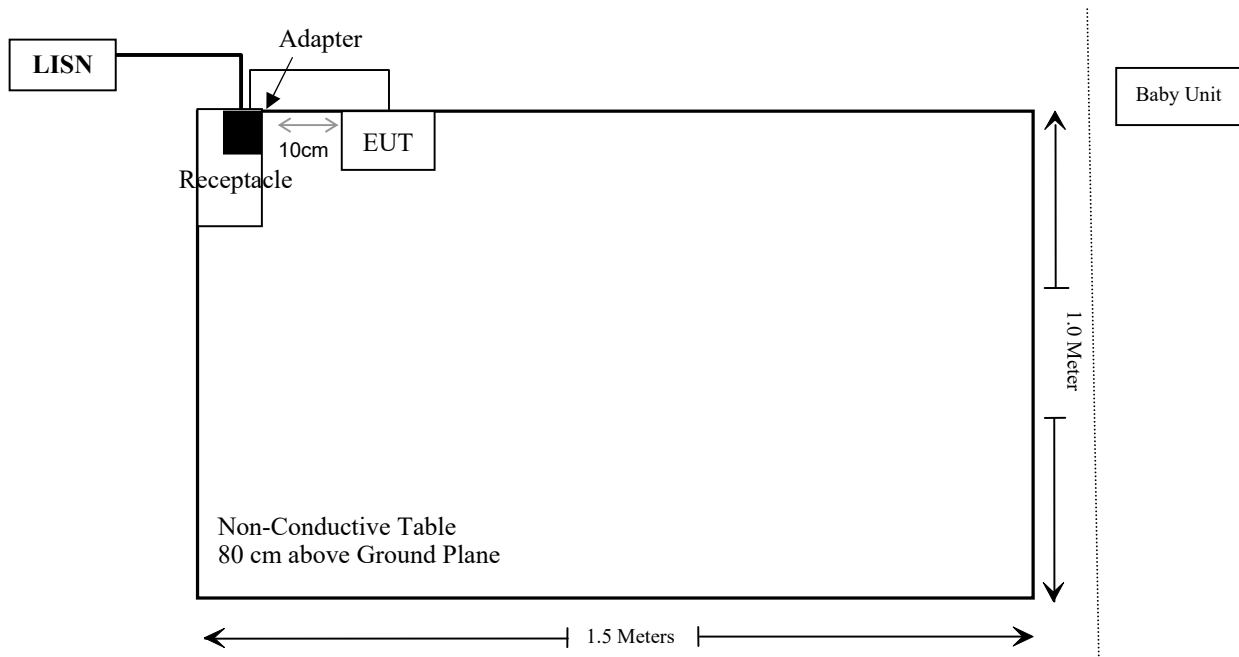 Adapter
LISN
Baby Unit
10cm
EUT
Receptacle
1.0 Meter
Non-Conductive Table
80 cm above Ground Plane
1.5 Meters